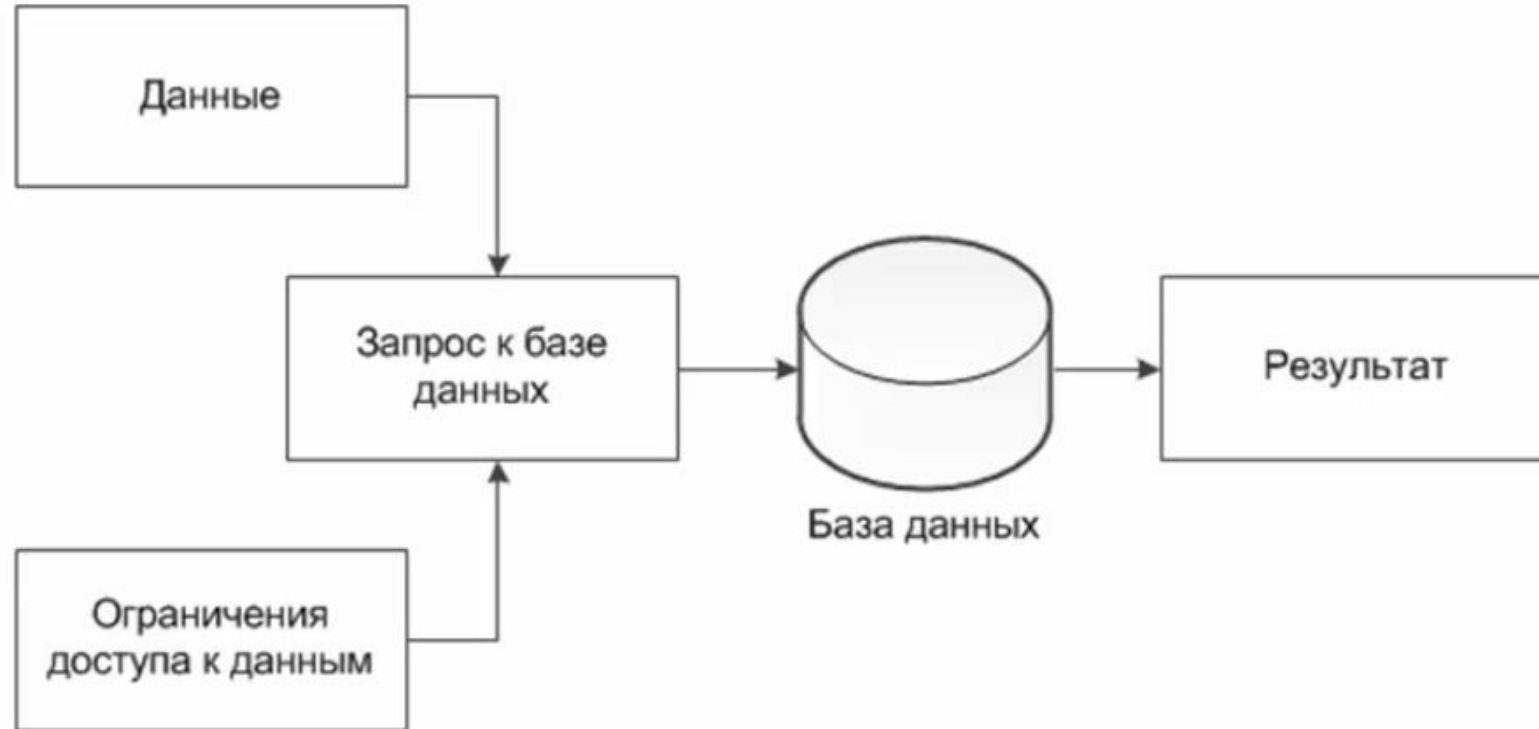 Данные
Запрос к базе
данных
Результат
База данных
Ограничения
доступа к данным